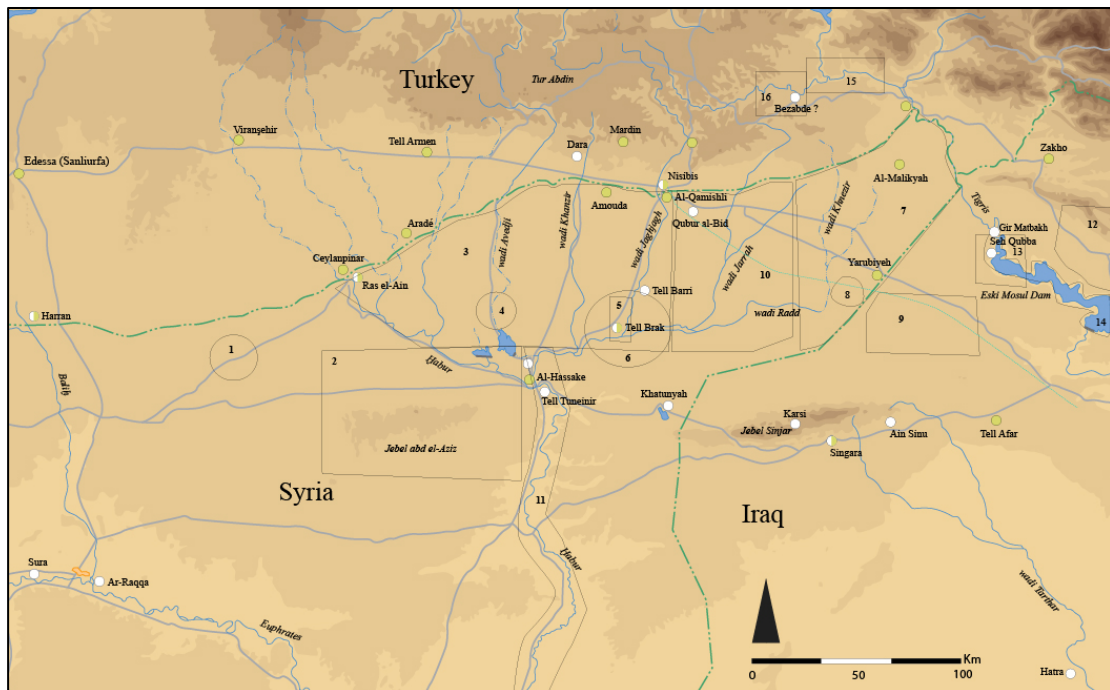 Turkey
Tur Abdin
15
16
Bezabde ?
Viranşehir
Tell Armen
Dara
Mardin
Zakho
Edessa (Sanliurfa)
Nisibis
Al-Qamishli
Al-Malikyah
Amouda
Qubur al-Bid
wadi Khnezir
7
Tigris
12
Aradé
wadi Avedji
wadi Khanzir
wadi Jaghjagh
wadi Jarrah
Gir Matbakh
Seh Qubba
13
3
Ceylanpinar
Ras el-Ain
10
Yarubiyeh
Tell Barri
8
Eski Mosul Dam
Harran
4
5
Tell Brak
wadi Radd
9
14
1
2
6
Balih
Habur
Al-Hassake
Tell Tuneinir
Khatunyah
Karsi
Jebel Sinjar
Ain Sinu
Tell Afar
Singara
Jebel abd el-Aziz
Syria
11
Iraq
Habur
Sura
Ar-Raqqa
Euphrates
wadi Tarthar
Km
0
50
100
Hatra